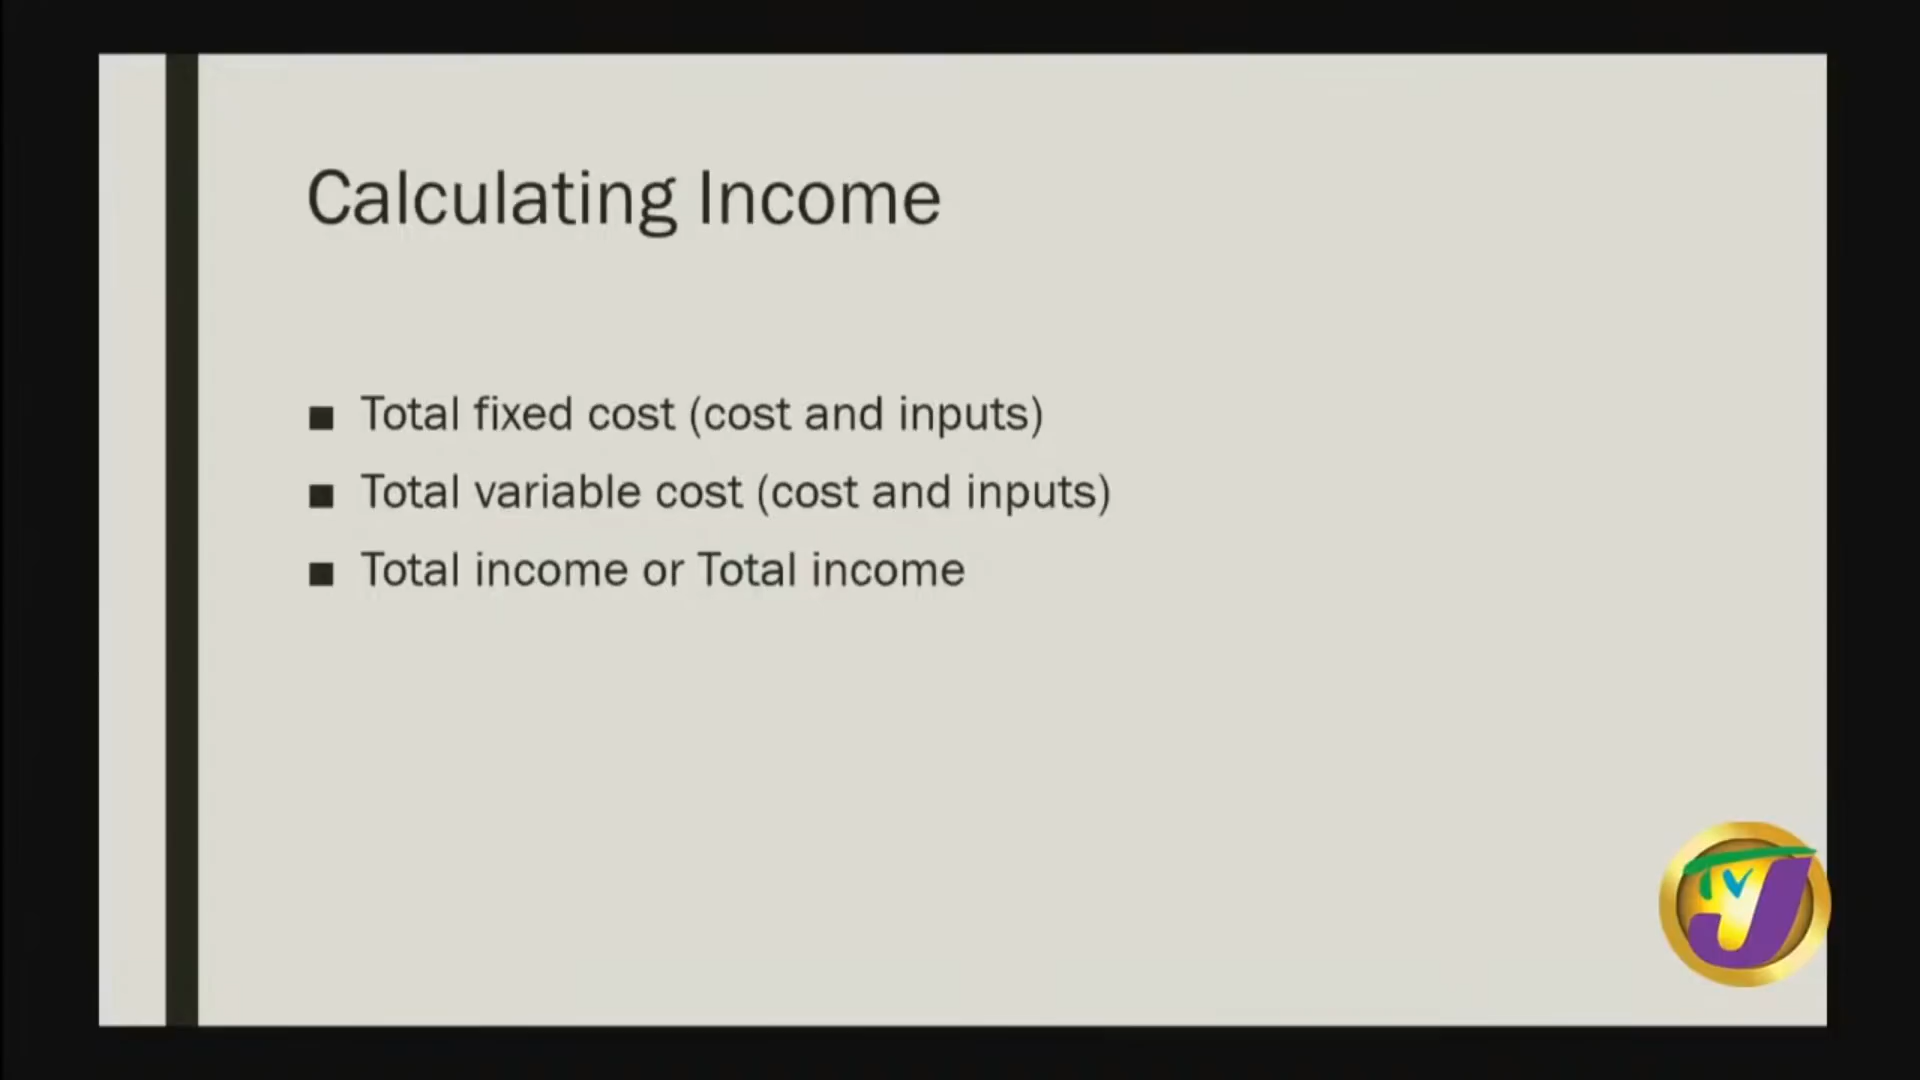 Calculating Income
■ Total fixed cost (cost and inputs)
■ Total variable cost (cost and inputs)
■ Total income or Total income
TVJ